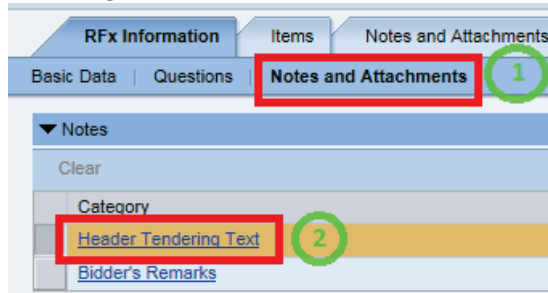 RFx Information Items Notes and Attachments
Basic Data | Questions | Notes and Attachments 1
Notes
Clear
Category
Header Tendering Text 2
Bidder's Remarks